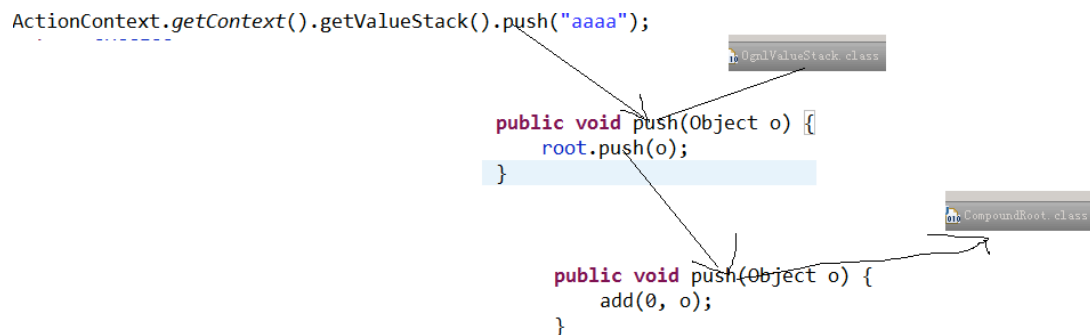 ActionContext.getContext().getValueStack().push("aaaa");
OgnlValueStack.class
public void push(Object o) {
root.push(o);
}
CompoundRoot.class
public void push(Object o) {
add(0, o);
}